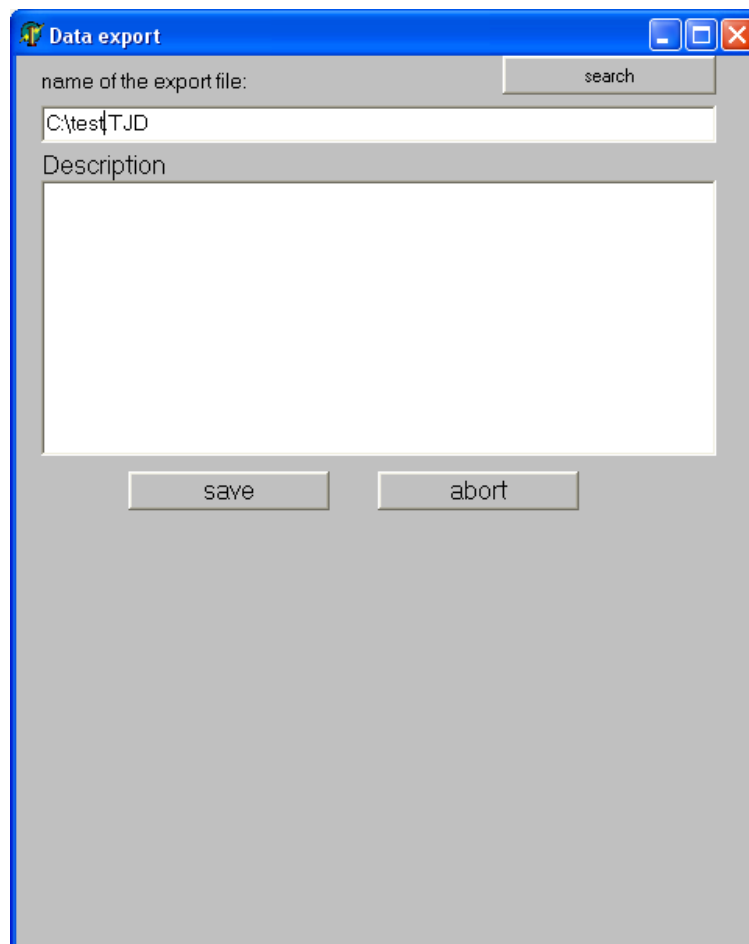 Data export
name of the export file:
search
C:\test.TJD
Description
save
abort